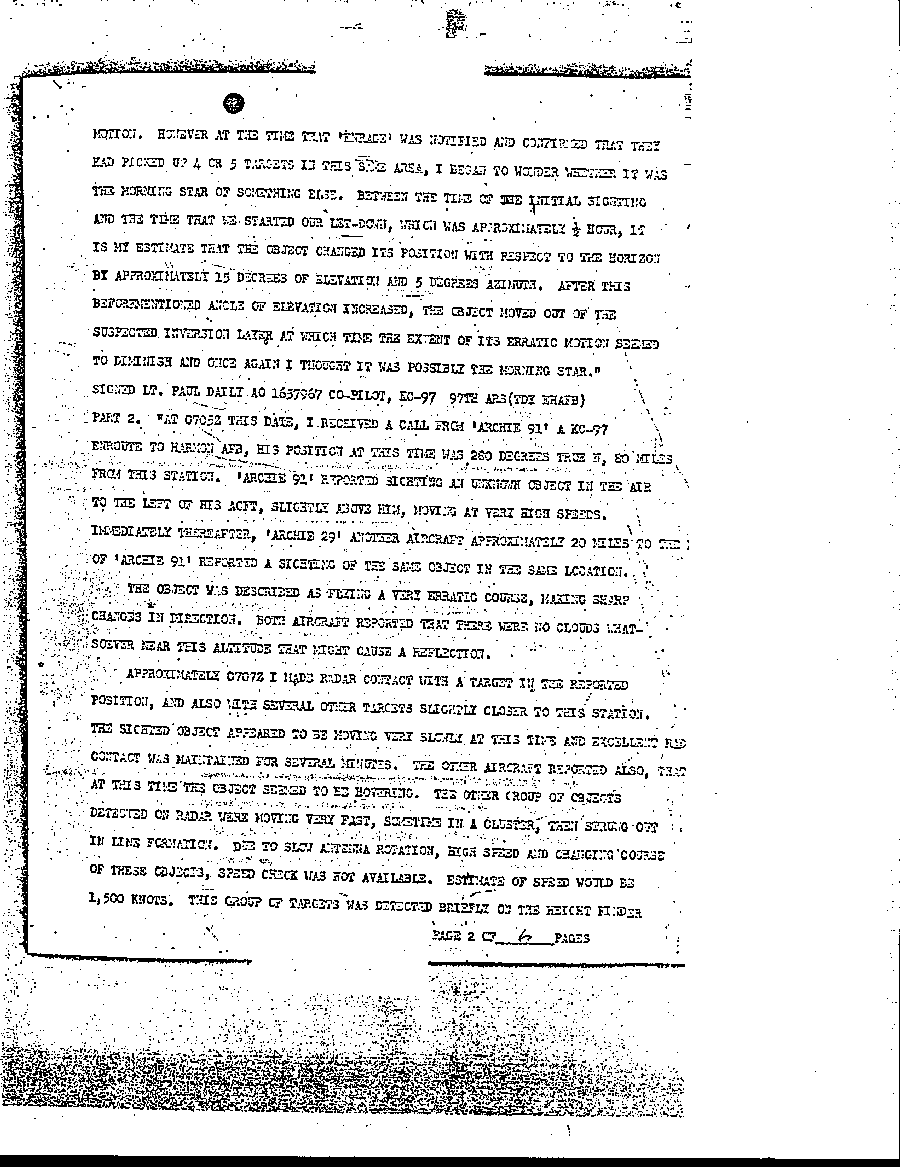 MOTION. HOWEVER AT THE TIME THAT 'ENRAGE' WAS NOTIFIED AND CONFIRMED THAT THEY
HAD PICKED UP 4 OR 5 TARGETS IN THIS SAME AREA, I BEGAN TO WONDER WHETHER IT WAS
THE MORNING STAR OF SOMETHING ELSE. BETWEEN THE TIME OF THE INITIAL SIGHTING
AND THE TIME THAT WE STARTED OUR LET-DOWN, WHICH WAS APPROXIMATELY ½ HOUR, IT
IS MY ESTIMATE THAT THE OBJECT CHANGED ITS POSITION WITH RESPECT TO THE HORIZON
BY APPROXIMATELY 15 DEGREES OF ELEVATION AND 5 DEGREES AZIMUTH. AFTER THIS
BEFOREMENTIONED ANGLE OF ELEVATION INCREASED, THE OBJECT MOVED OUT OF THE
SUSPECTED INVERSION LAYER AT WHICH TIME THE EXTENT OF ITS ERRATIC MOTION SEEMED
TO DIMINISH AND ONCE AGAIN I THOUGHT IT WAS POSSIBLY THE MORNING STAR."
SIGNED LT. PAUL DAILY AO 1637967 CO-PILOT, KC-97 97TH ARS(TDY EHAFB)
PART 2. "AT 0705Z THIS DATE, I RECEIVED A CALL FROM 'ARCHIE 91' A KC-97
ENROUTE TO HARMON AFB, HIS POSITION AT THIS TIME WAS 260 DEGREES TRUE N, 80 MILES
FROM THIS STATION. 'ARCHIE 91' REPORTED SIGHTING AN UNKNOWN OBJECT IN THE AIR
TO THE LEFT OF HIS ACFT, SLIGHTLY ABOVE HIM, MOVING AT VERY HIGH SPEEDS.
IMMEDIATELY THEREAFTER, 'ARCHIE 29' ANOTHER AIRCRAFT APPROXIMATELY 20 MILES TO THE
OF 'ARCHIE 91' REPORTED A SIGHTING OF THE SAME OBJECT IN THE SAME LOCATION.
THE OBJECT WAS DESCRIBED AS FLYING A VERY ERRATIC COURSE, MAKING SHARP
CHANGES IN DIRECTION. BOTH AIRCRAFT REPORTED THAT THERE WERE NO CLOUDS WHAT-
SOEVER NEAR THIS ALTITUDE THAT MIGHT CAUSE A REFLECTION.
APPROXIMATELY 0707Z I MADE RADAR CONTACT WITH A TARGET IN THE REPORTED
POSITION, AND ALSO WITH SEVERAL OTHER TARGETS SLIGHTLY CLOSER TO THIS STATION.
THE SIGHTED OBJECT APPEARED TO BE MOVING VERY SLOWLY AT THIS TIME AND EXCELLENT RAD
CONTACT WAS MAINTAINED FOR SEVERAL MINUTES. THE OTHER AIRCRAFT REPORTED ALSO, THAT
AT THIS TIME THE OBJECT SEEMED TO BE HOVERING. THE OTHER GROUP OF OBJECTS
DETECTED ON RADAR WERE MOVING VERY FAST, SOMETIME IN A CLUSTER, THEN STRUNG OUT
IN LINE FORMATION. DUE TO SLOW ANTENNA ROTATION, HIGH SPEED AND CHANGING COURSE
OF THESE OBJECTS, SPEED CHECK WAS NOT AVAILABLE. ESTIMATE OF SPEED WOULD BE
1,500 KNOTS. THIS GROUP OF TARGETS WAS DETECTED BRIEFLY ON THE HEIGHT FINDER
PAGE 2 OF 6 PAGES